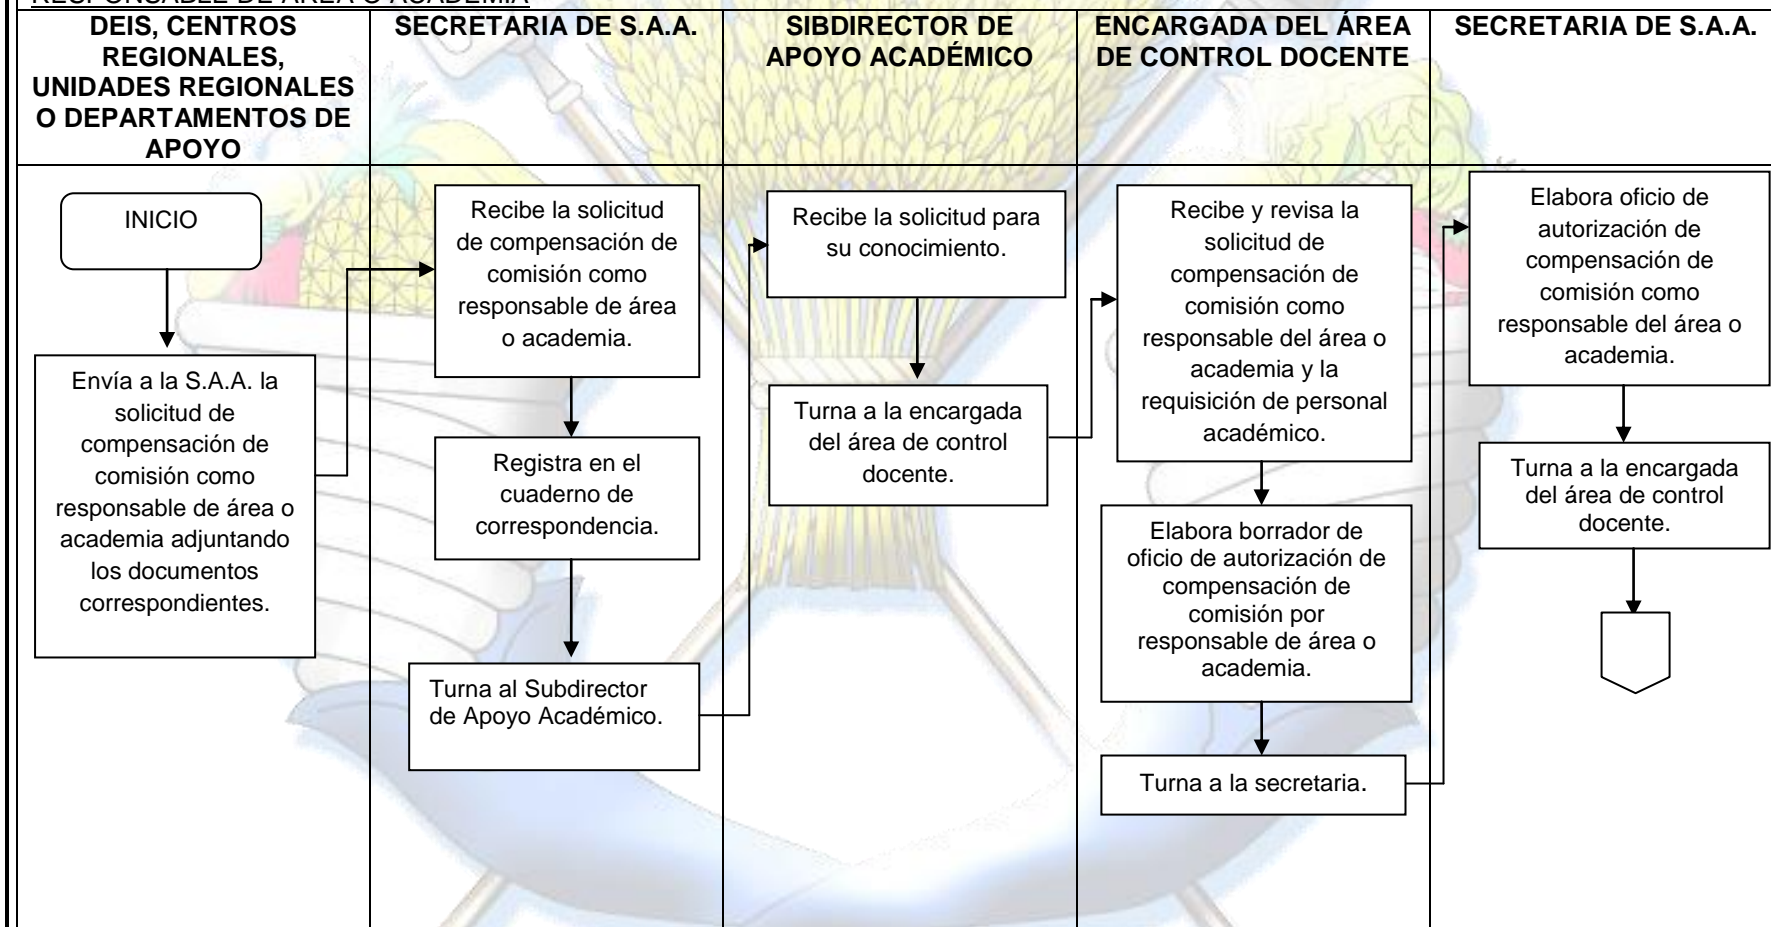 RESPONSABLE DE ÁREA O ACADEMIA
DEIS, CENTROS
REGIONALES,
UNIDADES REGIONALES
O DEPARTAMENTOS DE
APOYO
SECRETARIA DE S.A.A.
SIBDIRECTOR DE
APOYO ACADÉMICO
ENCARGADA DEL ÁREA
DE CONTROL DOCENTE
SECRETARIA DE S.A.A.
INICIO
Envía a la S.A.A. la
solicitud de
compensación de
comisión como
responsable de área o
academia adjuntando
los documentos
correspondientes.
Recibe la solicitud
de compensación de
comisión como
responsable de área
o academia.
Registra en el
cuaderno de
correspondencia.
Turna al Subdirector
de Apoyo Académico.
Recibe la solicitud para
su conocimiento.
Turna a la encargada
del área de control
docente.
Recibe y revisa la
solicitud de
compensación de
comisión como
responsable del área o
academia y la
requisición de personal
académico.
Elabora borrador de
oficio de autorización de
compensación de
comisión por
responsable de área o
academia.
Turna a la secretaria.
Elabora oficio de
autorización de
compensación de
comisión como
responsable del área o
academia.
Turna a la encargada
del área de control
docente.